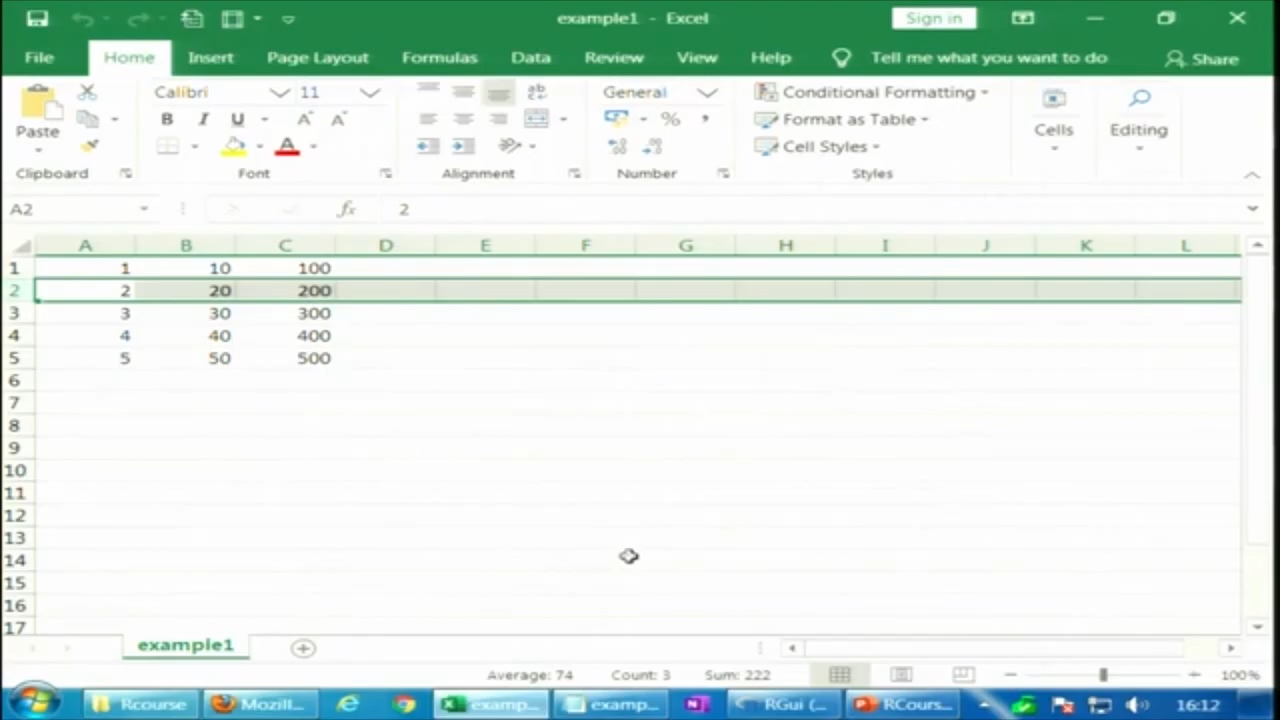 example1 - Excel
Sign in
File Home Insert Page Layout Formulas Data Review View Help Tell me what you want to do Share
Calibri 11 General Conditional Formatting
Paste B I U A A % , Format as Table Cells Editing
A Cell Styles
Clipboard Font Alignment Number Styles
A2 fx 2
A B C D E F G H I J K L
1 1 10 100
2 2 20 200
3 3 30 300
4 4 40 400
5 5 50 500
6
7
8
9
10
11
12
13
14
15
16
17
example1
Average: 74 Count: 3 Sum: 222 100%
Rcourse Mozill... examp... examp... RGui (... RCours... 16:12